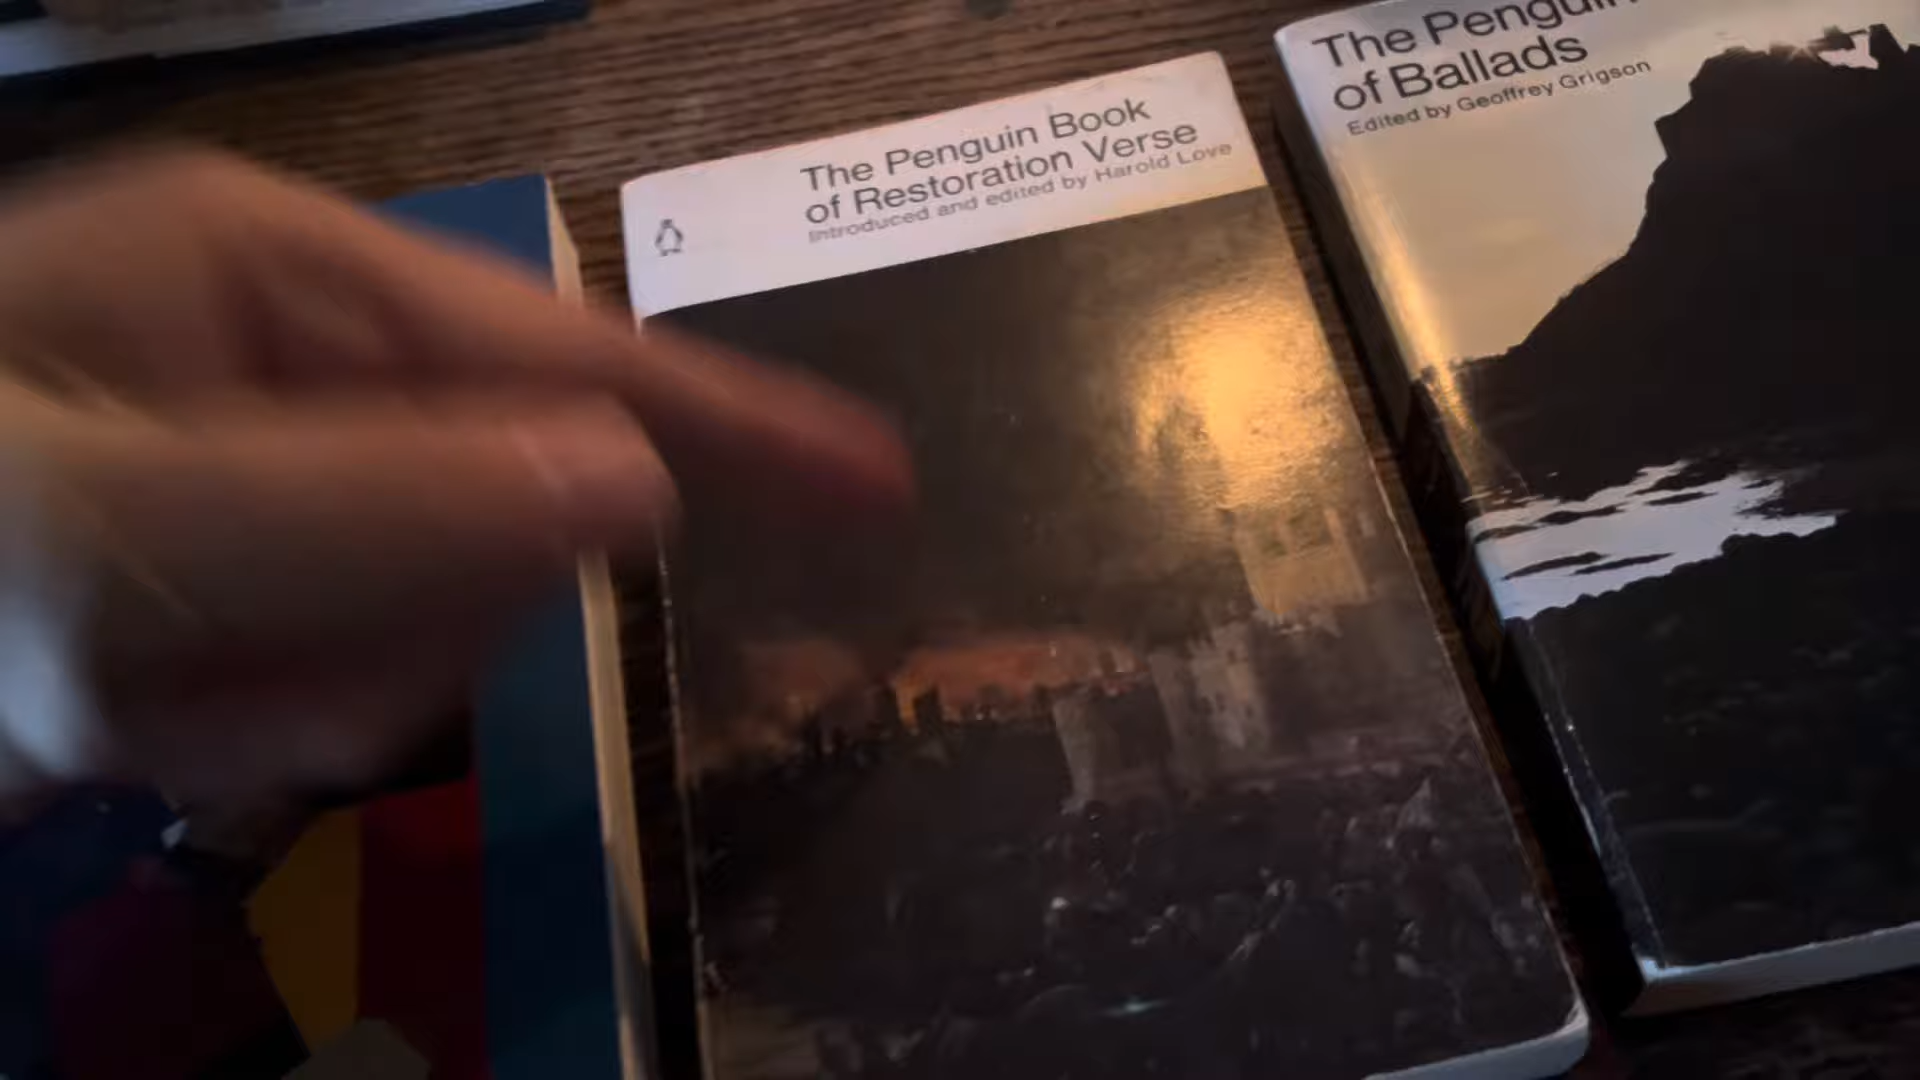 The Penguin Book
of Restoration Verse
Introduced and edited by Harold Love
The Penguin
of Ballads
Edited by Geoffrey Grigson